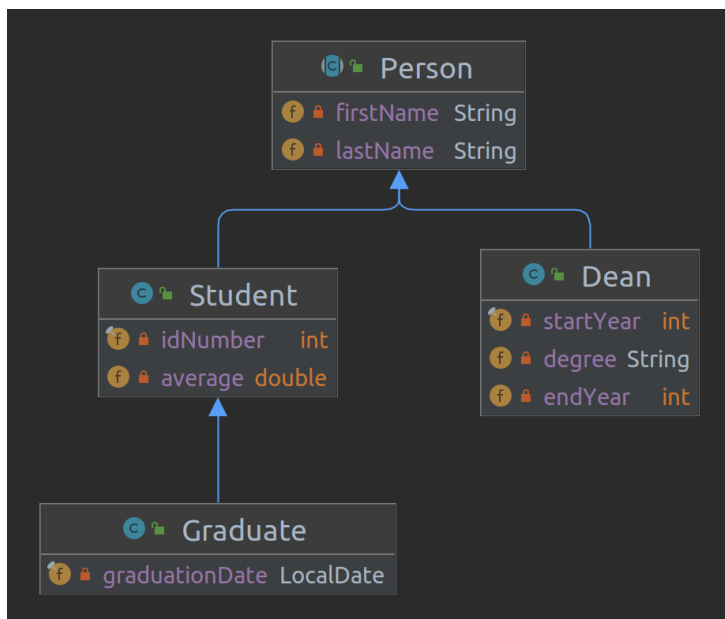 Person
firstName String
lastName String
Student
idNumber int
average double
Dean
startYear int
degree String
endYear int
Graduate
graduationDate LocalDate